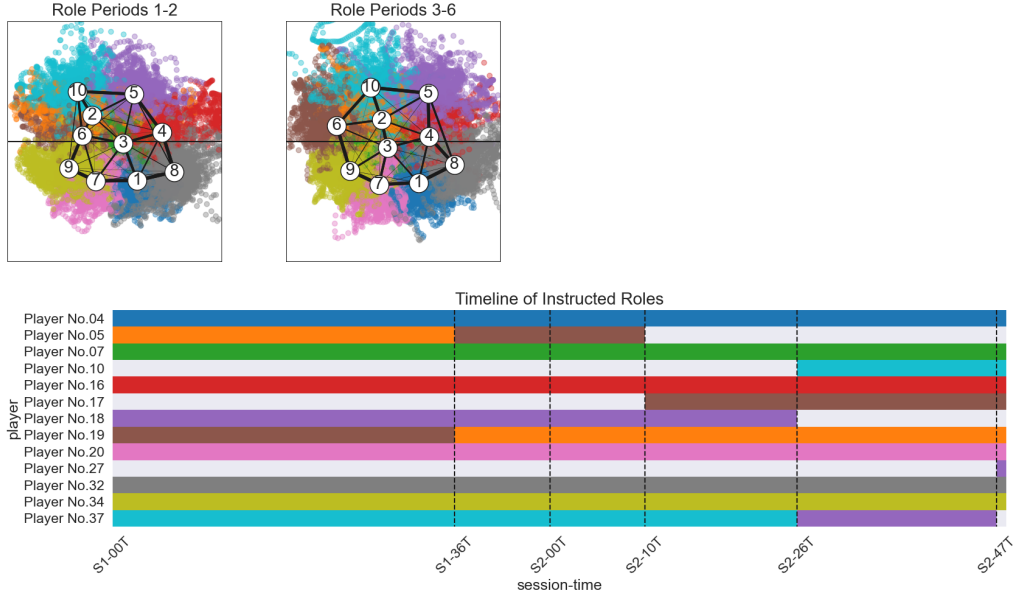 Role Periods 1-2
Role Periods 3-6
10
5
2
6
3
4
9
7
1
8
10
5
2
6
4
3
9
8
7
1
Timeline of Instructed Roles
player
Player No.04
Player No.05
Player No.07
Player No.10
Player No.16
Player No.17
Player No.18
Player No.19
Player No.20
Player No.27
Player No.32
Player No.34
Player No.37
S1-00T
S1-36T
S2-00T
S2-10T
S2-26T
S2-47T
session-time